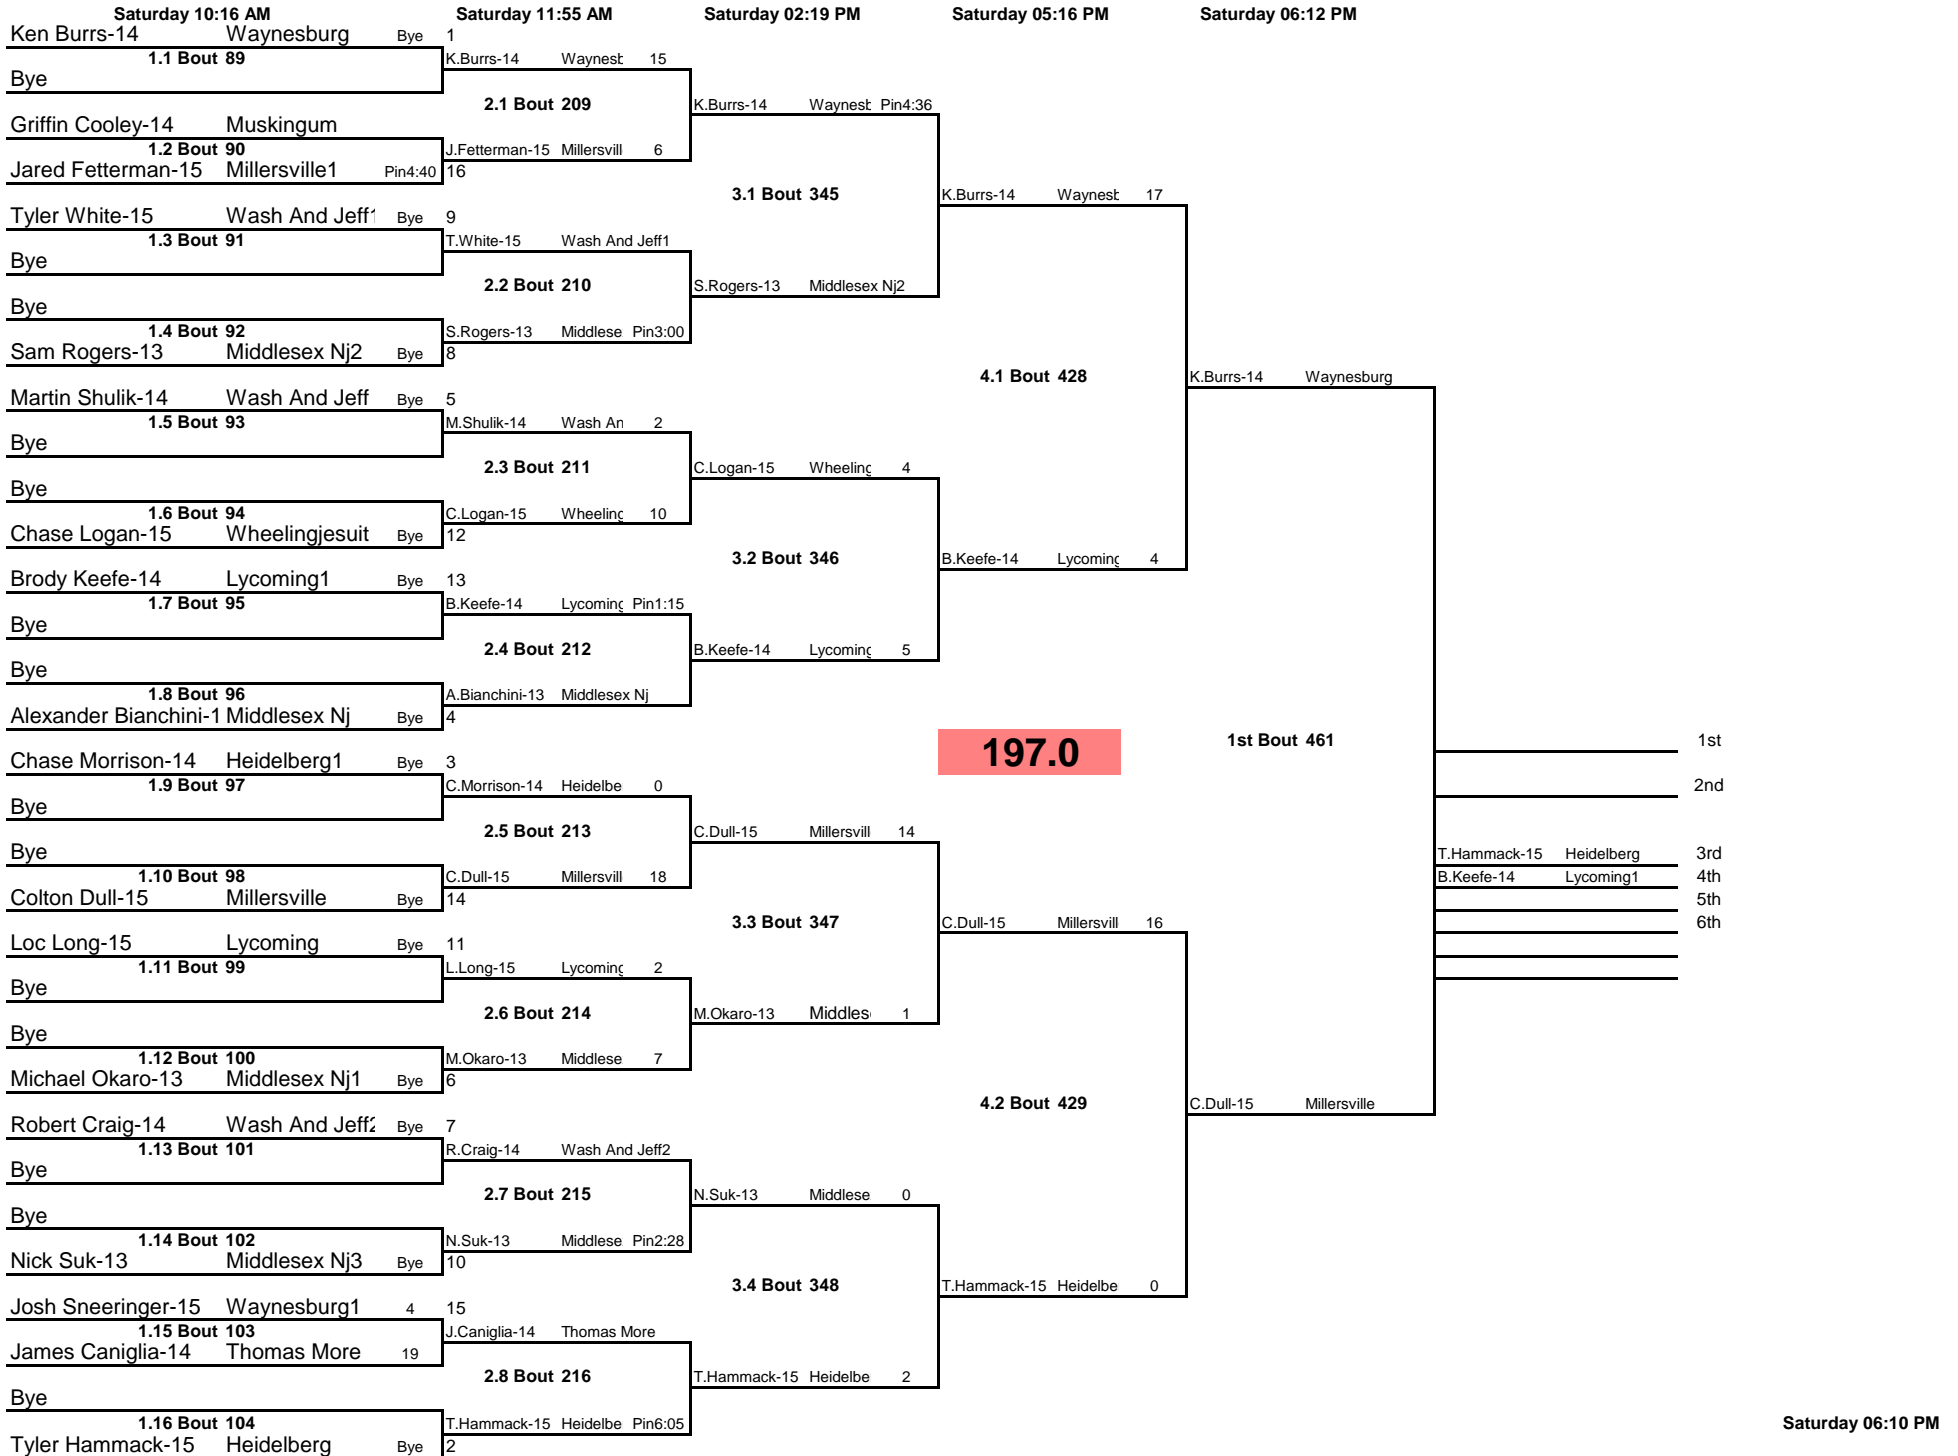 Saturday 10:16 AM Saturday 11:55 AM Saturday 02:19 PM Saturday 05:16 PM Saturday 06:12 PM
Ken Burrs-14 Waynesburg Bye 1
1.1 Bout 89 K.Burrs-14 Waynesb 15
Bye
2.1 Bout 209 K.Burrs-14 Waynesb Pin4:36
Griffin Cooley-14 Muskingum
1.2 Bout 90 J.Fetterman-15 Millersvill 6
Jared Fetterman-15 Millersville1 Pin4:40 16
3.1 Bout 345 K.Burrs-14 Waynesb 17
Tyler White-15 Wash And Jeff1 Bye 9
1.3 Bout 91 T.White-15 Wash And Jeff1
Bye
2.2 Bout 210 S.Rogers-13 Middlesex Nj2
Bye
1.4 Bout 92 S.Rogers-13 Middlese Pin3:00
Sam Rogers-13 Middlesex Nj2 Bye 8
4.1 Bout 428 K.Burrs-14 Waynesburg
Martin Shulik-14 Wash And Jeff Bye 5
1.5 Bout 93 M.Shulik-14 Wash An 2
Bye
2.3 Bout 211 C.Logan-15 Wheeling 4
Bye
1.6 Bout 94 C.Logan-15 Wheeling 10
Chase Logan-15 Wheelingjesuit Bye 12
3.2 Bout 346 B.Keefe-14 Lycoming 4
Brody Keefe-14 Lycoming1 Bye 13
1.7 Bout 95 B.Keefe-14 Lycoming Pin1:15
Bye
2.4 Bout 212 B.Keefe-14 Lycoming 5
Bye
1.8 Bout 96 A.Bianchini-13 Middlesex Nj
Alexander Bianchini-1 Middlesex Nj Bye 4
197.0 1st Bout 461 1st
Chase Morrison-14 Heidelberg1 Bye 3
1.9 Bout 97 C.Morrison-14 Heidelbe 0 2nd
Bye
2.5 Bout 213 C.Dull-15 Millersvill 14
Bye T.Hammack-15 Heidelberg 3rd
1.10 Bout 98 C.Dull-15 Millersvill 18 B.Keefe-14 Lycoming1 4th
Colton Dull-15 Millersville Bye 14 5th
3.3 Bout 347 C.Dull-15 Millersvill 16 6th
Loc Long-15 Lycoming Bye 11
1.11 Bout 99 L.Long-15 Lycoming 2
Bye
2.6 Bout 214 M.Okaro-13 Middles 1
Bye
1.12 Bout 100 M.Okaro-13 Middlese 7
Michael Okaro-13 Middlesex Nj1 Bye 6
4.2 Bout 429 C.Dull-15 Millersville
Robert Craig-14 Wash And Jeff2 Bye 7
1.13 Bout 101 R.Craig-14 Wash And Jeff2
Bye
2.7 Bout 215 N.Suk-13 Middlese 0
Bye
1.14 Bout 102 N.Suk-13 Middlese Pin2:28
Nick Suk-13 Middlesex Nj3 Bye 10
3.4 Bout 348 T.Hammack-15 Heidelbe 0
Josh Sneeringer-15 Waynesburg1 4 15
1.15 Bout 103 J.Caniglia-14 Thomas More
James Caniglia-14 Thomas More 19
2.8 Bout 216 T.Hammack-15 Heidelbe 2
Bye
1.16 Bout 104 T.Hammack-15 Heidelbe Pin6:05 Saturday 06:10 PM
Tyler Hammack-15 Heidelberg Bye 2